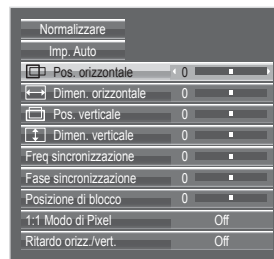 Normalizzare
Imp. Auto
Pos. orizzontale 0
Dimen. orizzontale 0
Pos. verticale 0
Dimen. verticale 0
Freq sincronizzazione 0
Fase sincronizzazione 0
Posizione di blocco 0
1:1 Modo di Pixel Off
Ritardo orizz./vert. Off